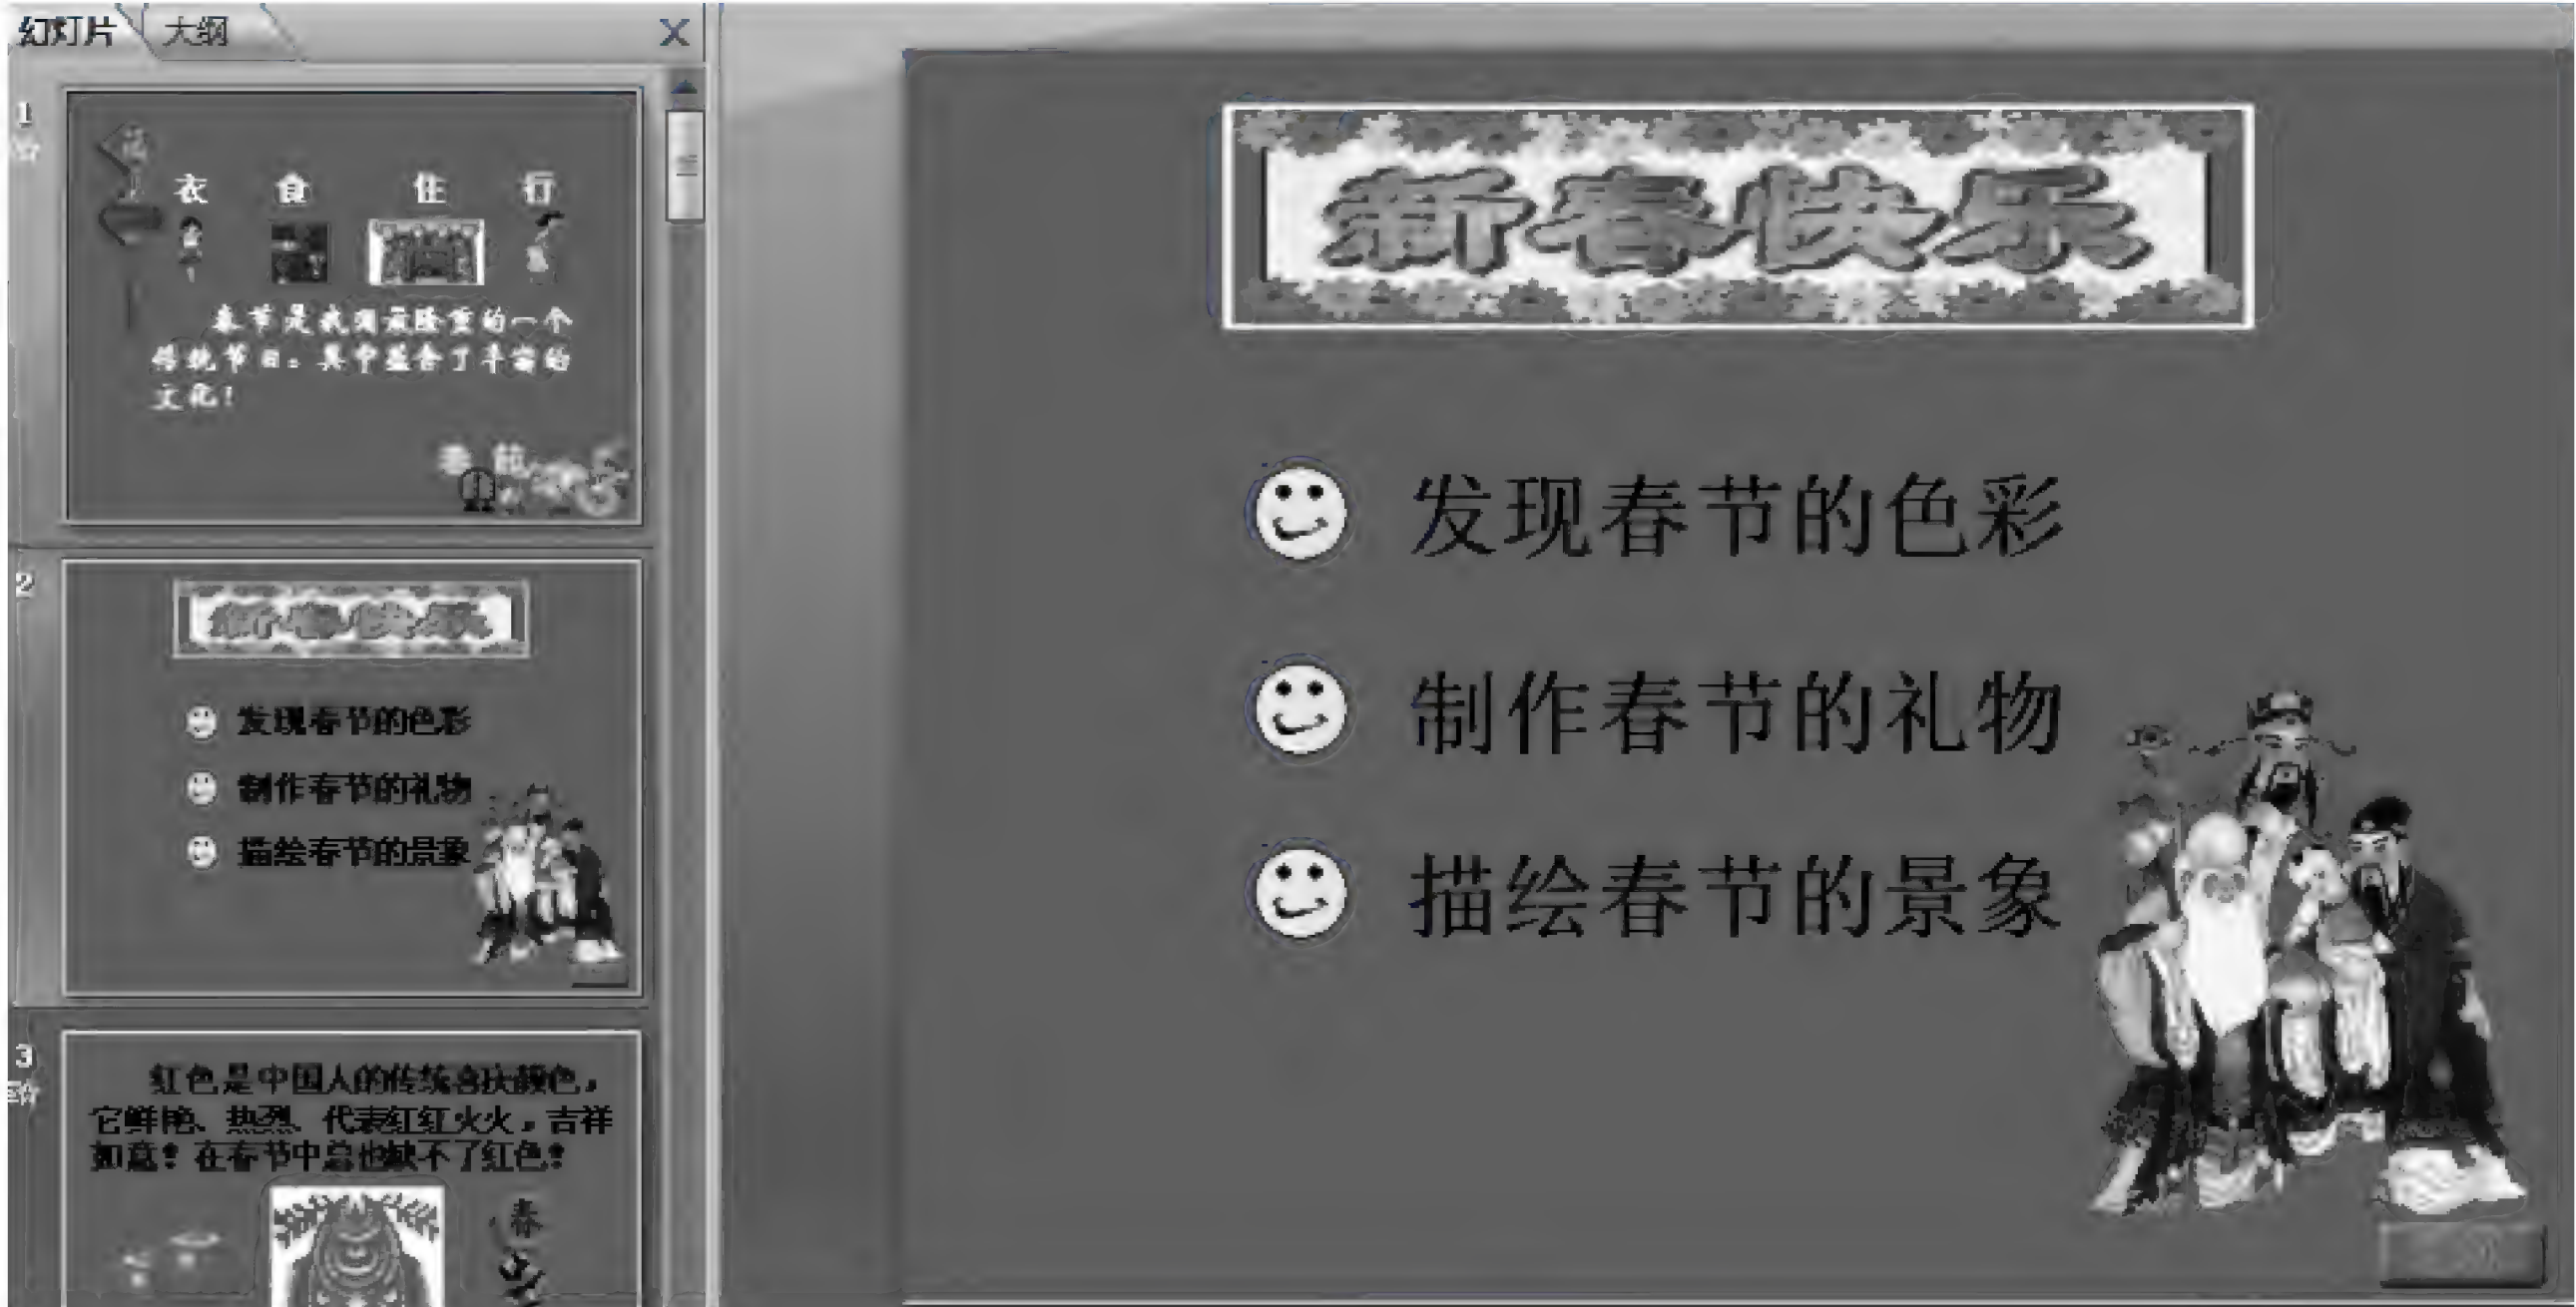 幻灯片 大纲 X
1
衣 食 住 行
春节是我国最隆重的一个
传统节日。其中蕴含了丰富的
文化!
2
新春快乐
发现春节的色彩
制作春节的礼物
描绘春节的景象
3
红色是中国人的传统喜庆颜色,
它鲜艳、热烈、代表红红火火,吉祥
如意!在春节中总也缺不了红色!
春
新春快乐
发现春节的色彩
制作春节的礼物
描绘春节的景象